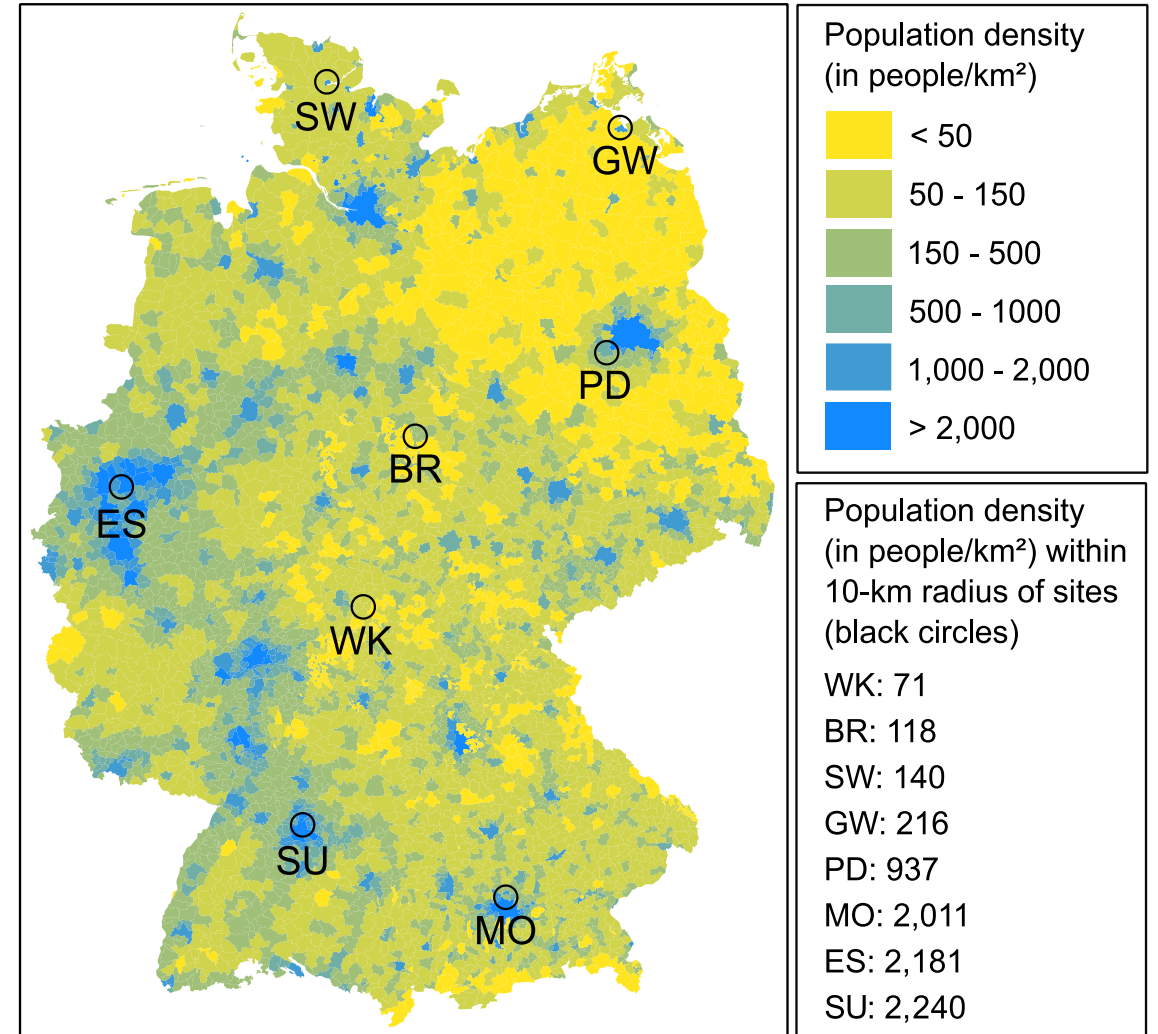 SW
GW
PD
BR
ES
WK
SU
MO
Population density
(in people/km²)
< 50
50 - 150
150 - 500
500 - 1000
1,000 - 2,000
> 2,000
Population density
(in people/km²) within
10-km radius of sites
(black circles)
WK: 71
BR: 118
SW: 140
GW: 216
PD: 937
MO: 2,011
ES: 2,181
SU: 2,240